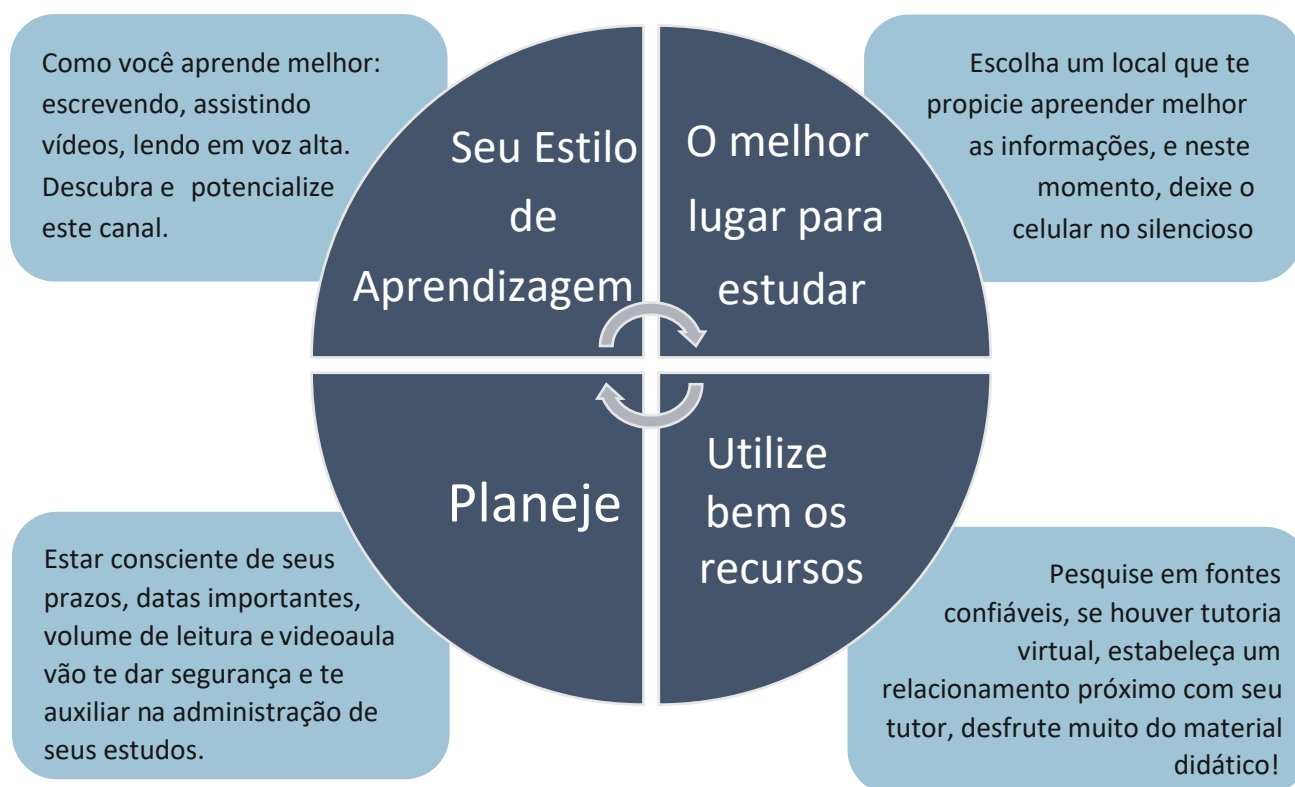 Como você aprende melhor:
escrevendo, assistindo
vídeos, lendo em voz alta.
Descubra e potencialize
este canal.
Seu Estilo
de
Aprendizagem
O melhor
lugar para
estudar
Escolha um local que te
propicie apreender melhor
as informações, e neste
momento, deixe o
celular no silencioso
Planeje
Estar consciente de seus
prazos, datas importantes,
volume de leitura e videoaula
vão te dar segurança e te
auxiliar na administração de
seus estudos.
Utilize
bem os
recursos
Pesquise em fontes
confiáveis, se houver tutoria
virtual, estabeleça um
relacionamento próximo com seu
tutor, desfrute muito do material
didático!